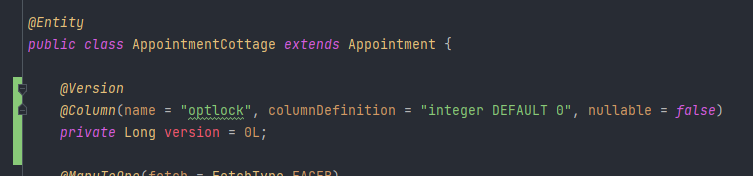 @Entity
public class AppointmentCottage extends Appointment {
@Version
@Column(name = "optlock", columnDefinition = "integer DEFAULT 0", nullable = false)
private Long version = 0L;
@ManyToOne(fetch = FetchType.EAGER)